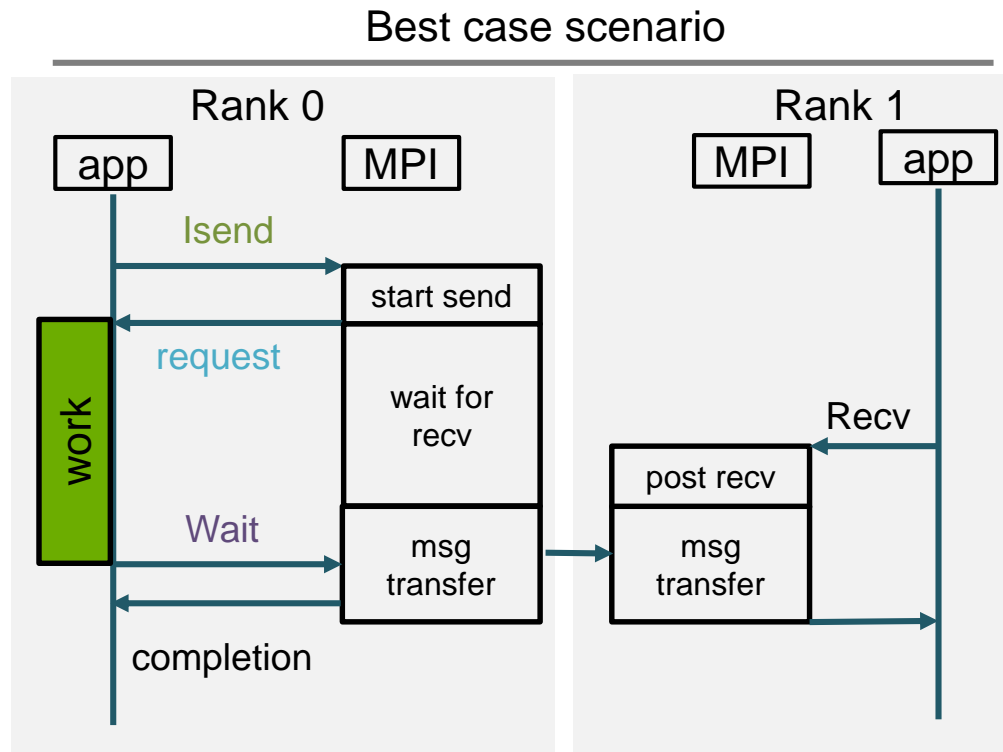 Best case scenario
Rank 0
Rank 1
app
MPI
MPI
app
Isend
start send
request
work
wait for
recv
Recv
post recv
Wait
msg
transfer
msg
transfer
completion